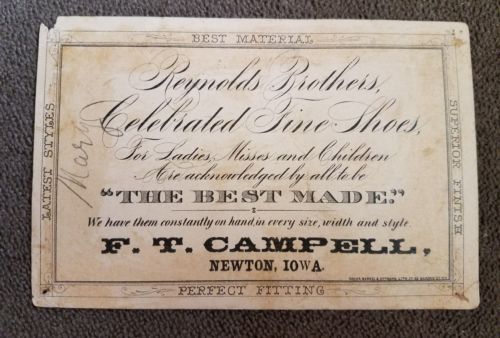 BEST MATERIAL
LATEST STYLES
SUPERIOR FINISH
Mary
Reynolds Brothers,
Celebrated Fine Shoes,
For Ladies, Misses and Children
Are acknowledged by all to be
"THE BEST MADE."
We have them constantly on hand, in every size, width and style.
F. T. CAMPELL,
NEWTON, IOWA.
PERFECT FITTING